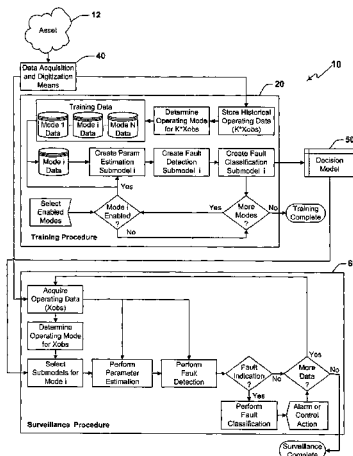 12
Asset
40
10
Data Acquisition
and Digitization
Means
20
Training Data
Mode 1
Data
Mode i
Data
Mode N
Data
Determine
Operating Mode
for K*Xobs
Store Historical
Operating Data
(K*Xobs)
50
Mode i
Data
Create Param
Estimation
Submodel i
Create Fault
Detection
Submodel i
Create Fault
Classification
Submodel i
Decision
Model
Yes
Select
Enabled
Modes
Mode i
Enabled
?
Yes
More
Modes
?
No
Training
Complete
No
Training Procedure
60
Acquire
Operating Data
(Xobs)
Determine
Operating Mode
for Xobs
Yes
Select
Submodels for
Mode i
Perform
Parameter
Estimation
Perform
Fault
Detection
Fault
Indication
?
No
More
Data
?
No
Yes
Perform
Fault
Classification
Alarm or
Control
Action
Surveillance Procedure
Surveillance
Complete